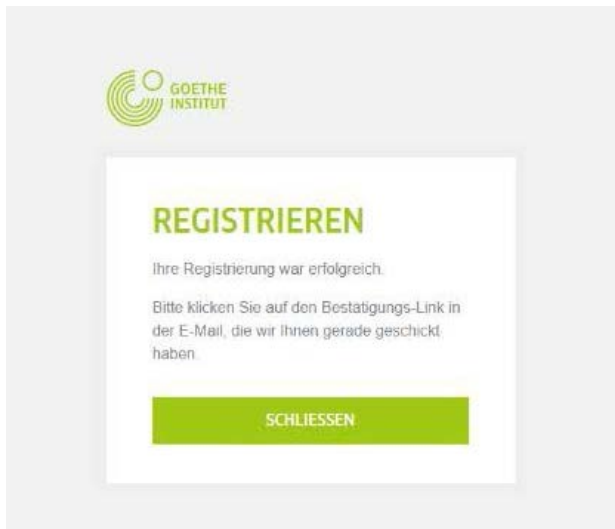 GOETHE
INSTITUT
REGISTRIEREN
Ihre Registrierung war erfolgreich.
Bitte klicken Sie auf den Bestätigungs-Link in
der E-Mail, die wir Ihnen gerade geschickt
haben.
SCHLIESSEN